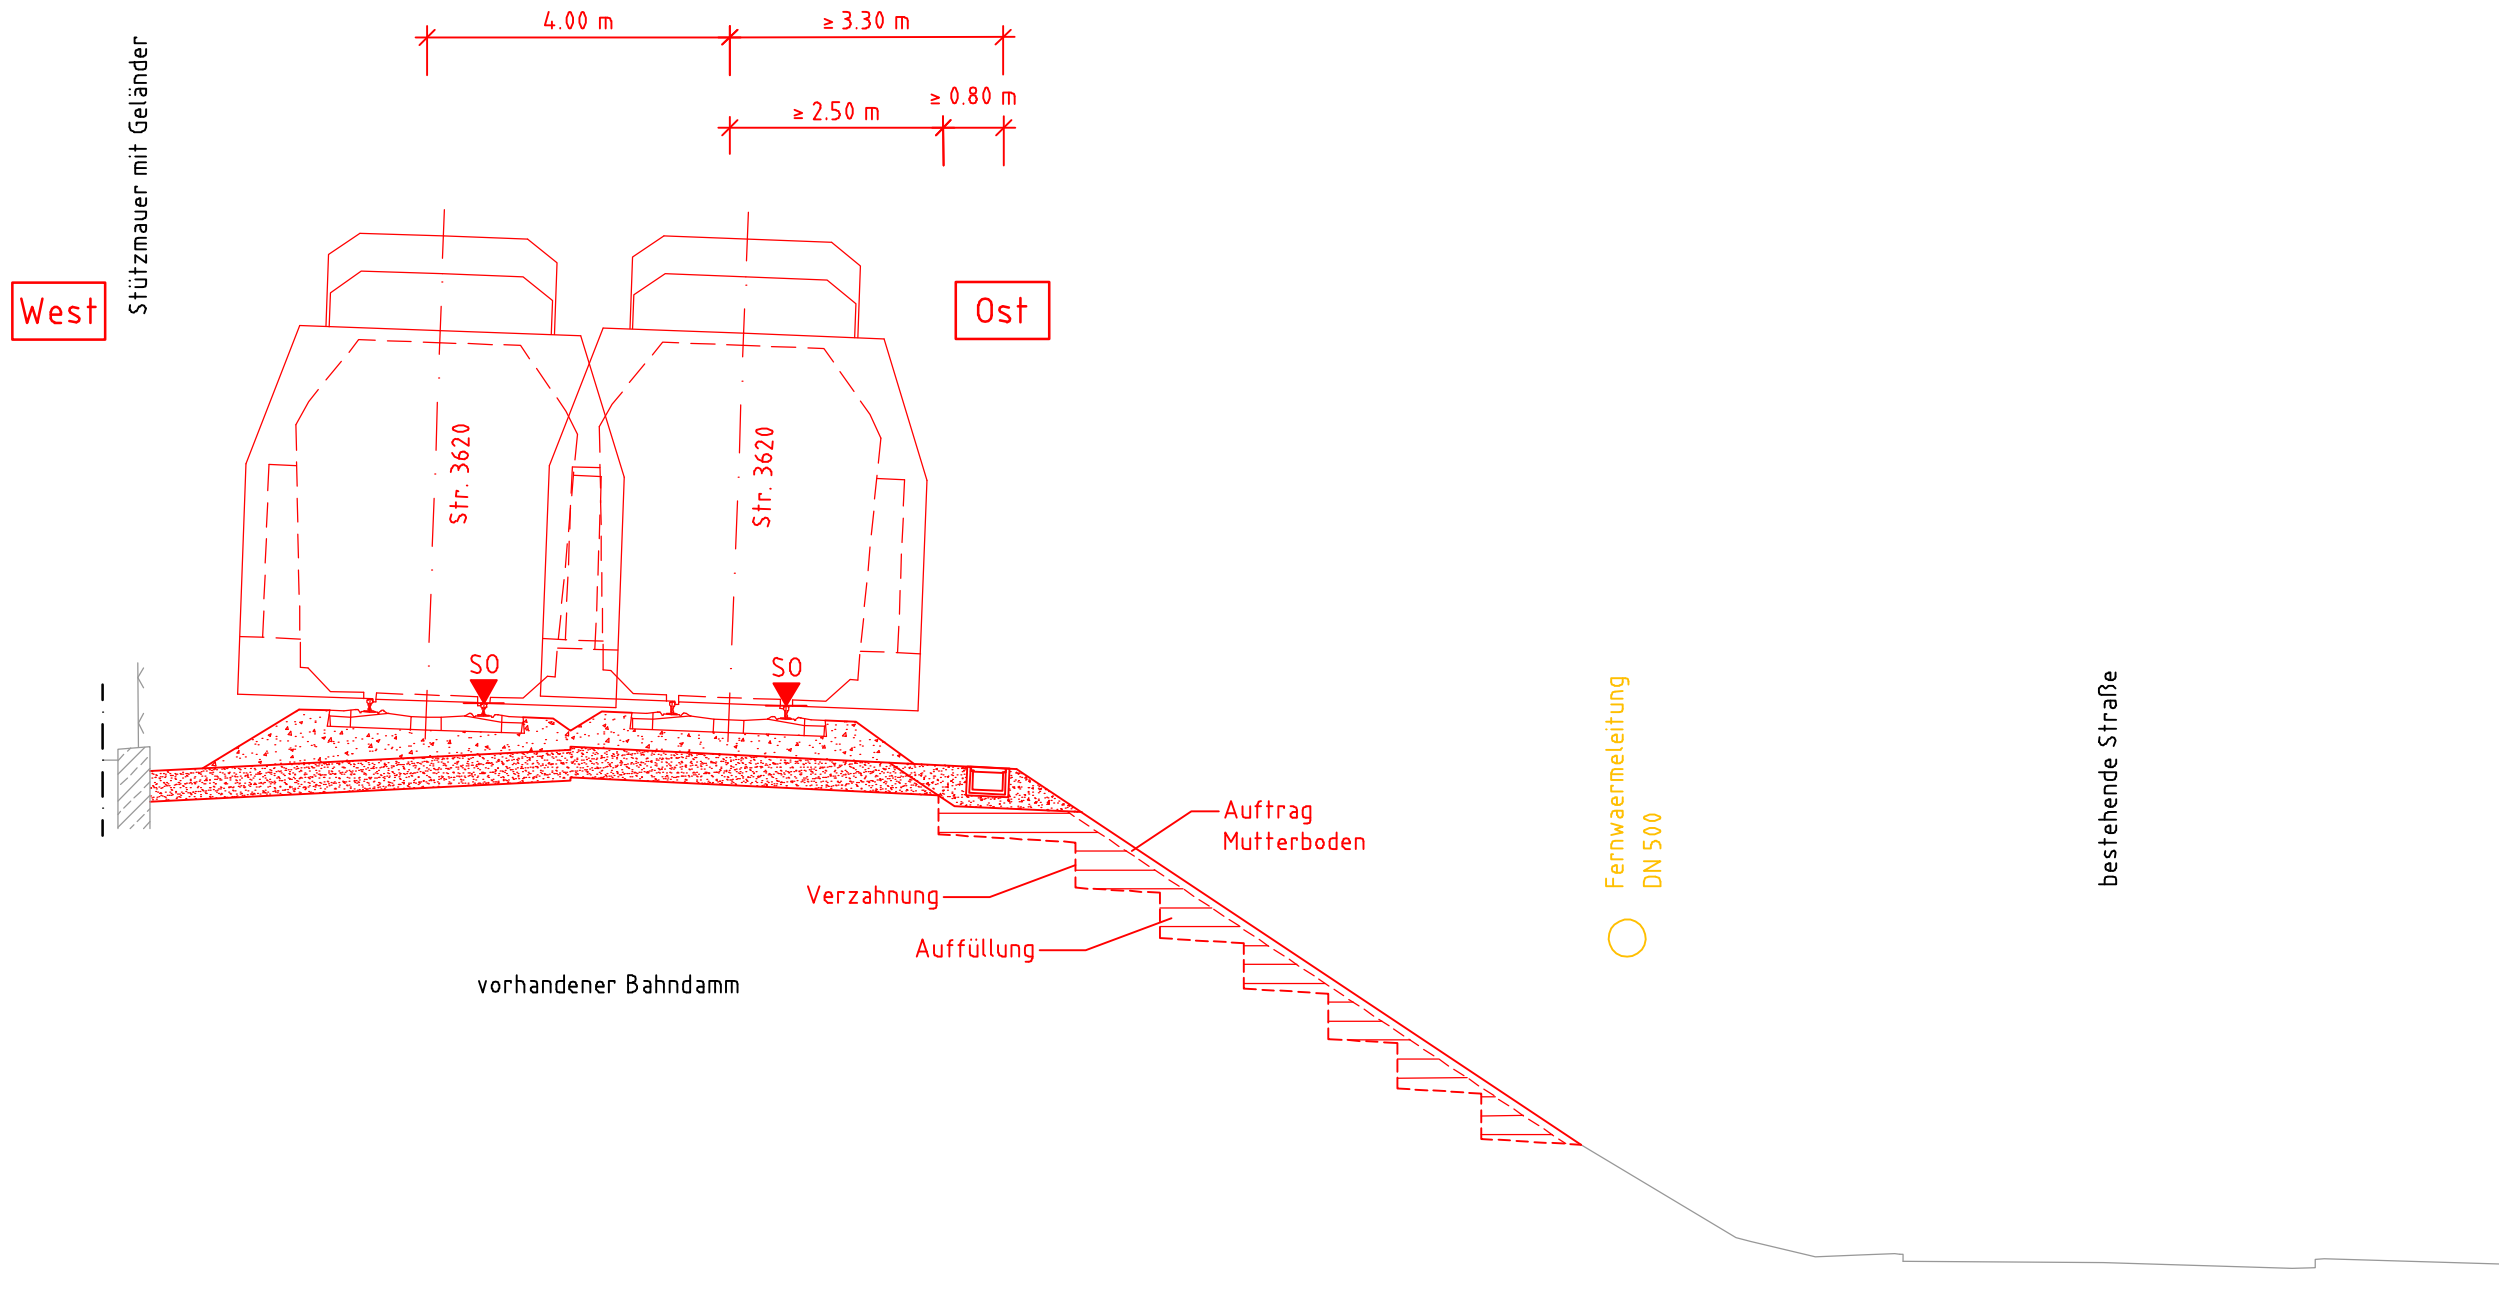 4.00 m
≥ 3.30 m
≥ 0.80 m
≥ 2.50 m
Stützmauer mit Geländer
West
Ost
Str. 3620
Str. 3620
SO
SO
Auftrag
Mutterboden
Verzahnung
Auffüllung
vorhandener Bahndamm
Fernwaermeleitung
DN 500
bestehende Straße